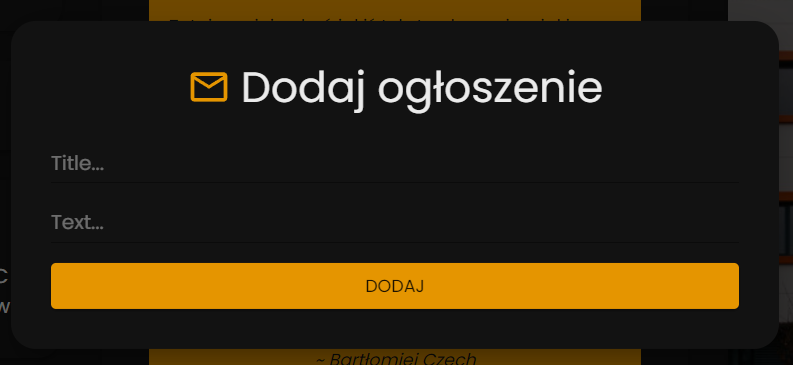 Dodaj ogłoszenie
Title...
Text...
DODAJ
~ Bartłomiej Czech